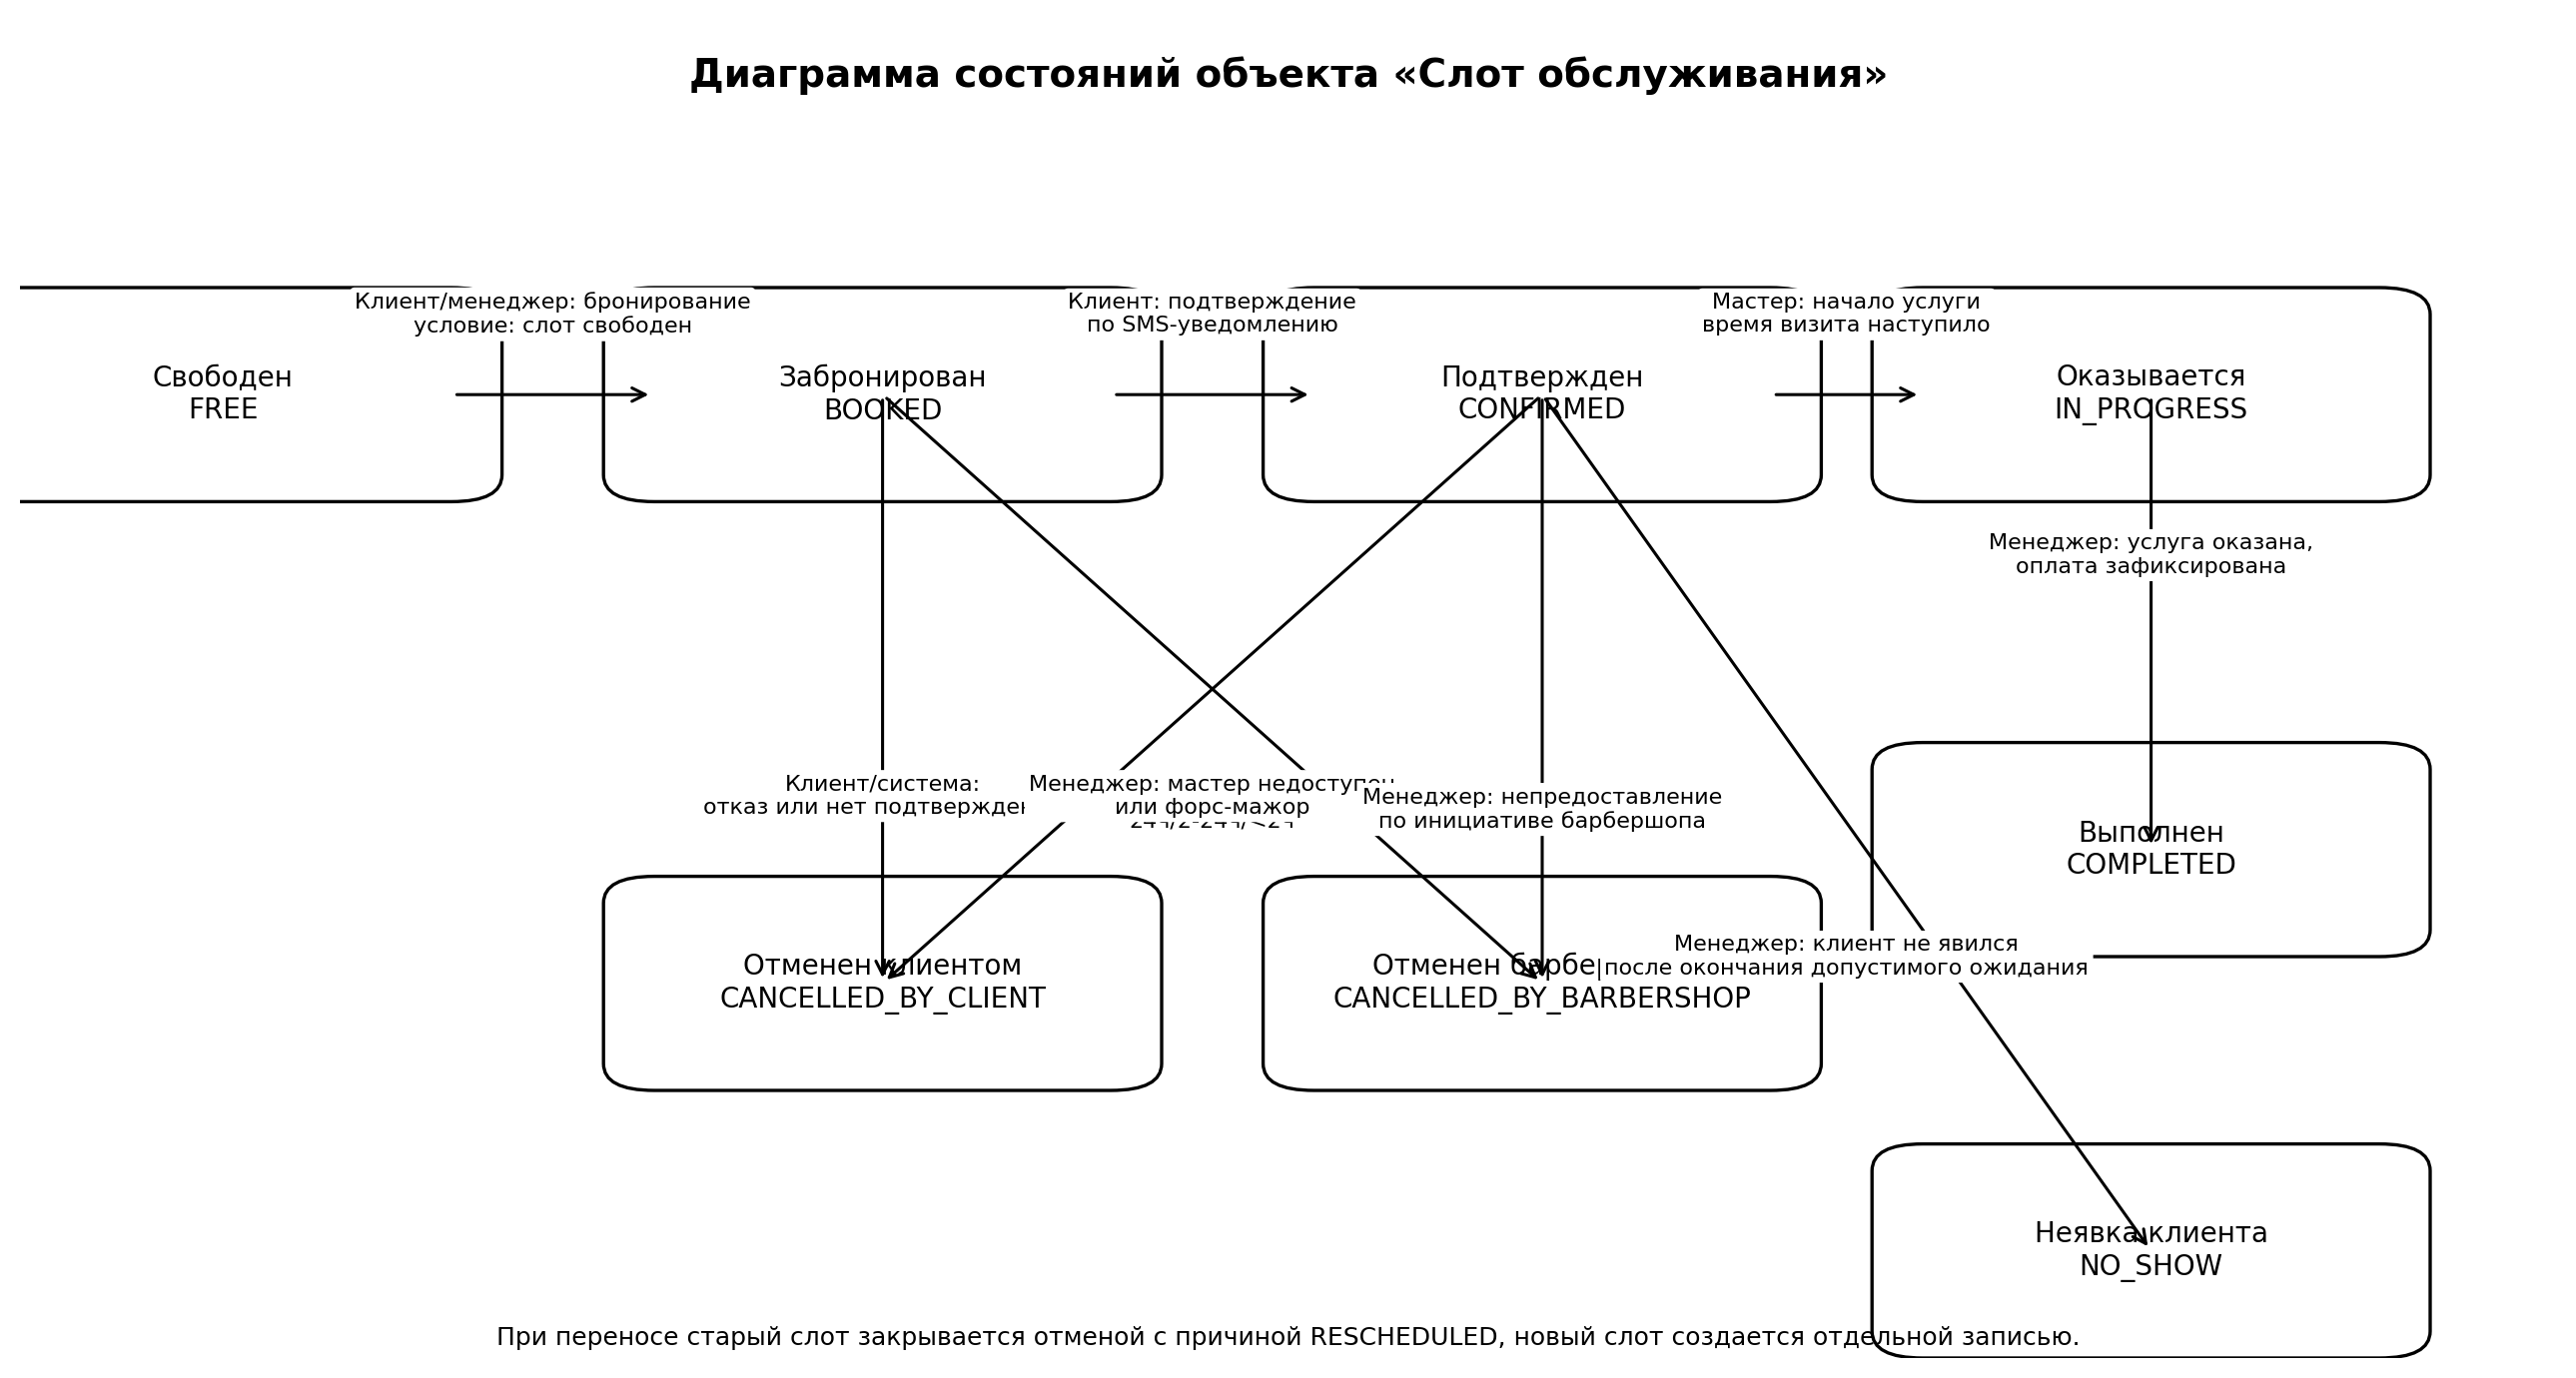 Диаграмма состояний объекта «Слот обслуживания»
Клиент/менеджер: бронирование
условие: слот свободен
Клиент: подтверждение
по SMS-уведомлению
Мастер: начало услуги
время визита наступило
Свободен
FREE
Забронирован
BOOKED
Подтвержден
CONFIRMED
Оказывается
IN_PROGRESS
Менеджер: услуга оказана,
оплата зафиксирована
Клиент/система:
отказ или нет
Менеджер: мастер недоступен
или форс-мажор
Менеджер: непредоставление
по инициативе барбершопа
Выполнен
COMPLETED
Менеджер: клиент не явился
после окончания допустимого ожидания
Отменен клиентом
CANCELLED_BY_CLIENT
Отменен
CANCELLED_BY_BARBERSHOP
Неявка клиента
NO_SHOW
При переносе старый слот закрывается отменой с причиной RESCHEDULED, новый слот создается отдельной записью.